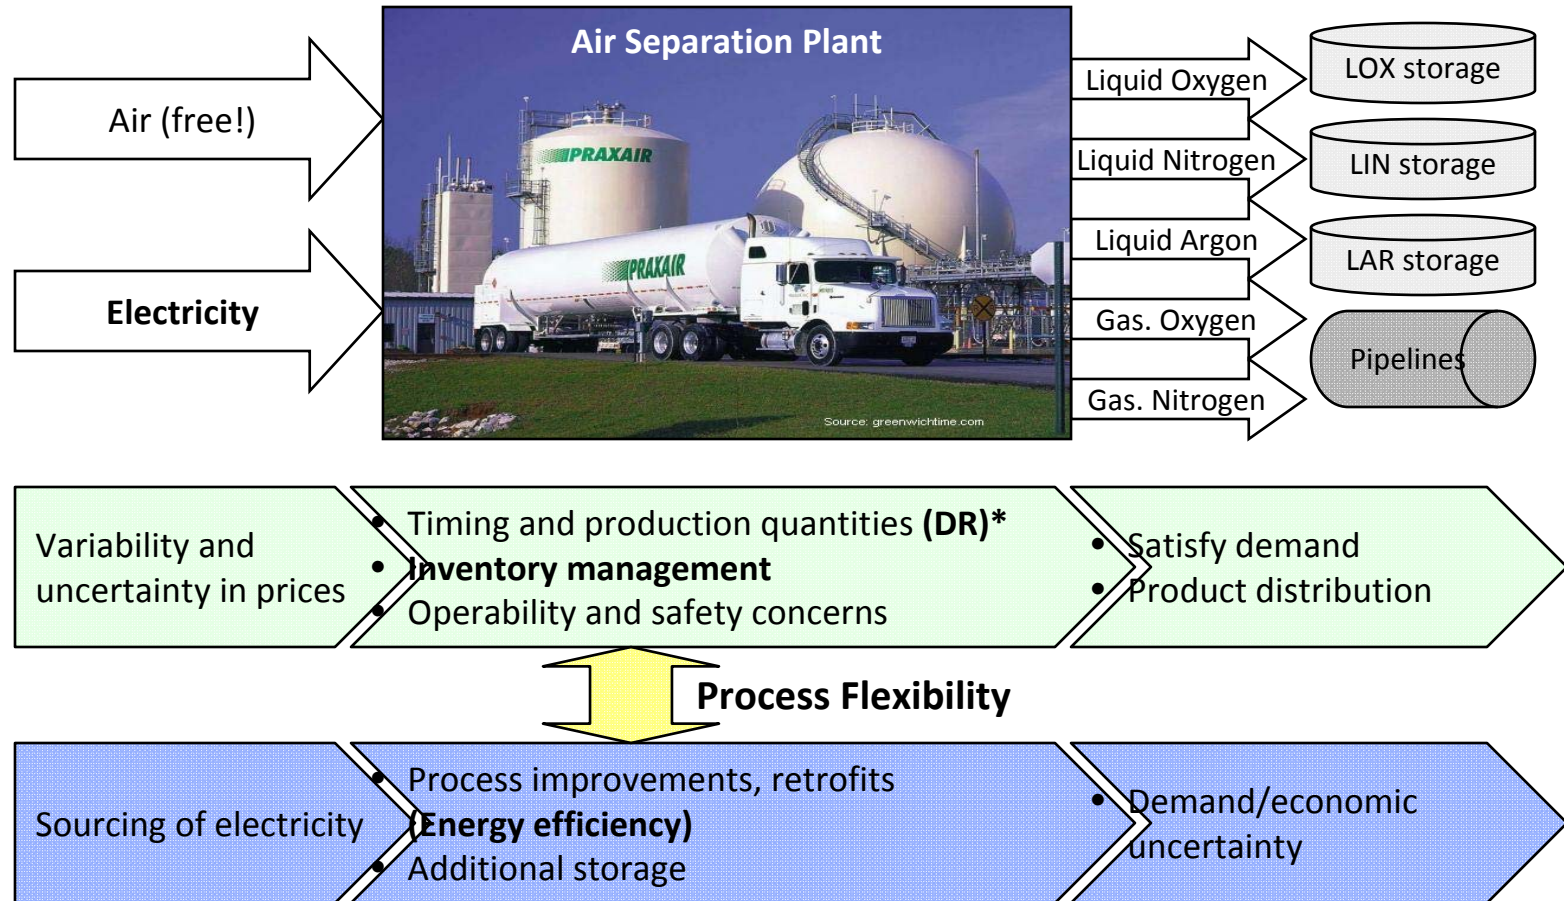 Air Separation Plant
Air (free!)
Electricity
PRAXAIR
PRAXAIR
Source: greenwichtime.com
Liquid Oxygen
Liquid Nitrogen
Liquid Argon
Gas. Oxygen
Gas. Nitrogen
LOX storage
LIN storage
LAR storage
Pipelines
Variability and
uncertainty in prices
• Timing and production quantities (DR)*
• Inventory management
• Operability and safety concerns
• Satisfy demand
• Product distribution
Process Flexibility
Sourcing of electricity
• Process improvements, retrofits
(Energy efficiency)
• Additional storage
• Demand/economic
uncertainty